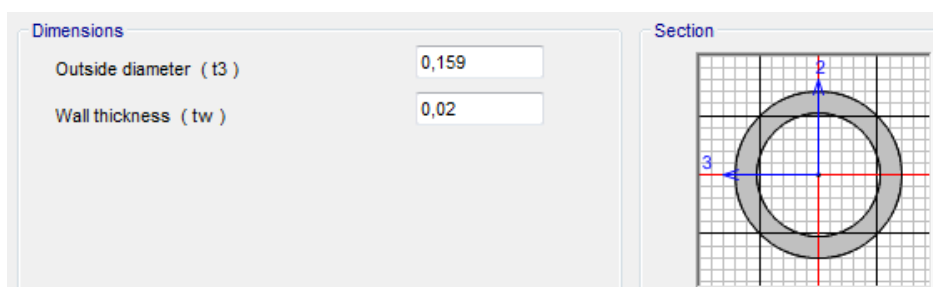 Dimensions
Outside diameter ( t3 )
0,159
Wall thickness ( tw )
0,02
Section
2
3